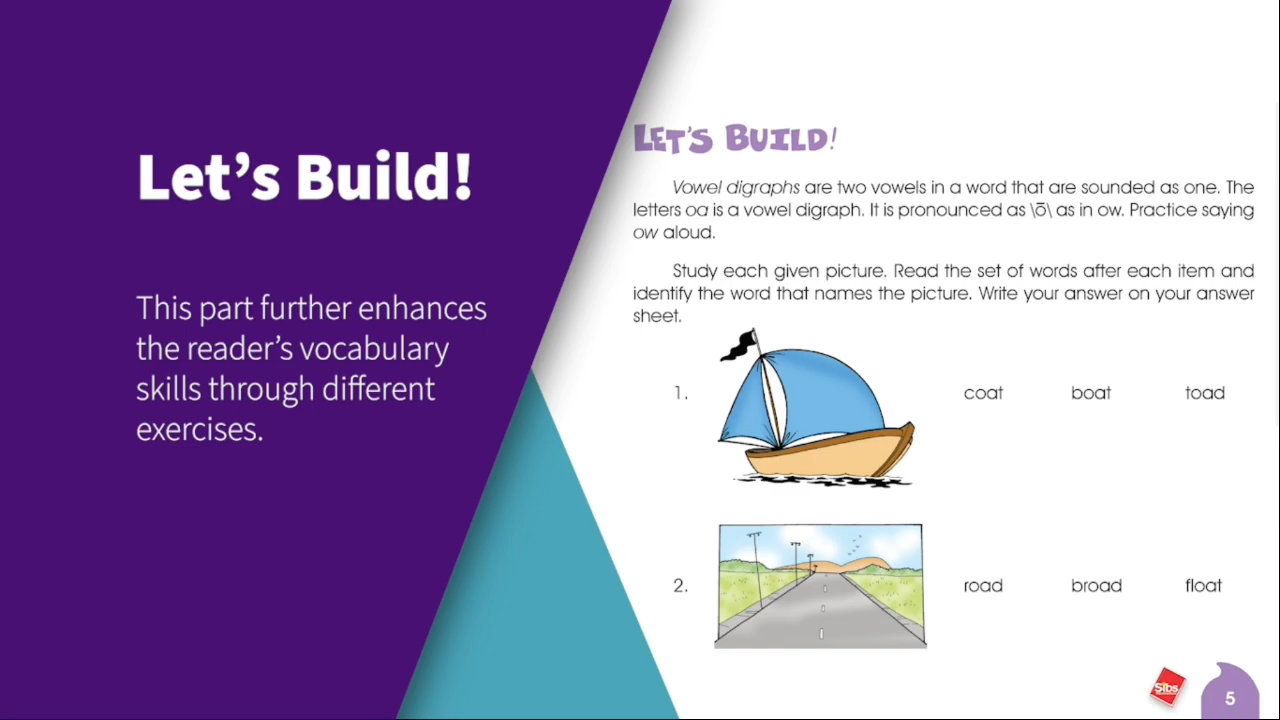 Let's Build!
This part further enhances
the reader's vocabulary
skills through different
exercises.
LET'S BUILD!
Vowel digraphs are two vowels in a word that are sounded as one. The
letters oa is a vowel digraph. It is pronounced as \ō\ as in ow. Practice saying
ow aloud.
Study each given picture. Read the set of words after each item and
identify the word that names the picture. Write your answer on your answer
sheet.
1. coat boat toad
2. road broad float
Sibs
5